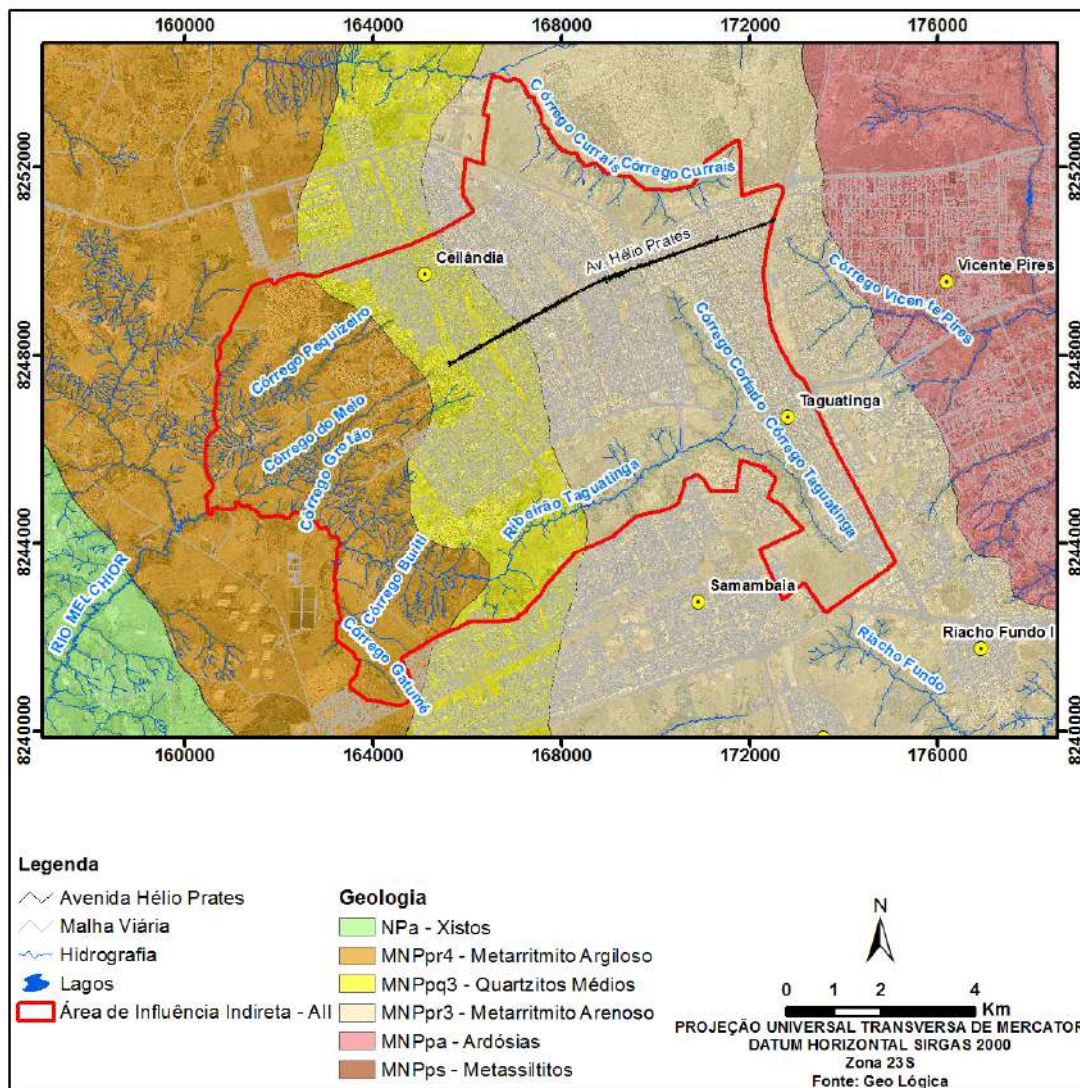 160000 164000 168000 172000 176000
8252000
8252000
Córrego Currais
Córrego Currais
Av. Hélio Prates
Ceilândia
Vicente Pires
Córrego Vicente Pires
8248000
8248000
Córrego Pequizeiro
Córrego Cortado
Taguatinga
Córrego do Meio
Córrego Grotão
Córrego Taguatinga
Ribeirão Taguatinga
8244000
8244000
Córrego Buriti
Samambaia
RIO MELCHIOR
Riacho Fundo I
Córrego Gatumé
Riacho Fundo
8240000
8240000
160000 164000 168000 172000 176000
Legenda
Avenida Hélio Prates
Malha Viária
Hidrografia
Lagos
Área de Influência Indireta - AII
Geologia
NPa - Xistos
MNPpr4 - Metarritmito Argiloso
MNPpq3 - Quartzitos Médios
MNPpr3 - Metarritmito Arenoso
MNPpa - Ardósias
MNPps - Metassiltitos
N
0 1 2 4
Km
PROJEÇÃO UNIVERSAL TRANSVERSA DE MERCATOR
DATUM HORIZONTAL SIRGAS 2000
Zona 23S
Fonte: Geo Lógica